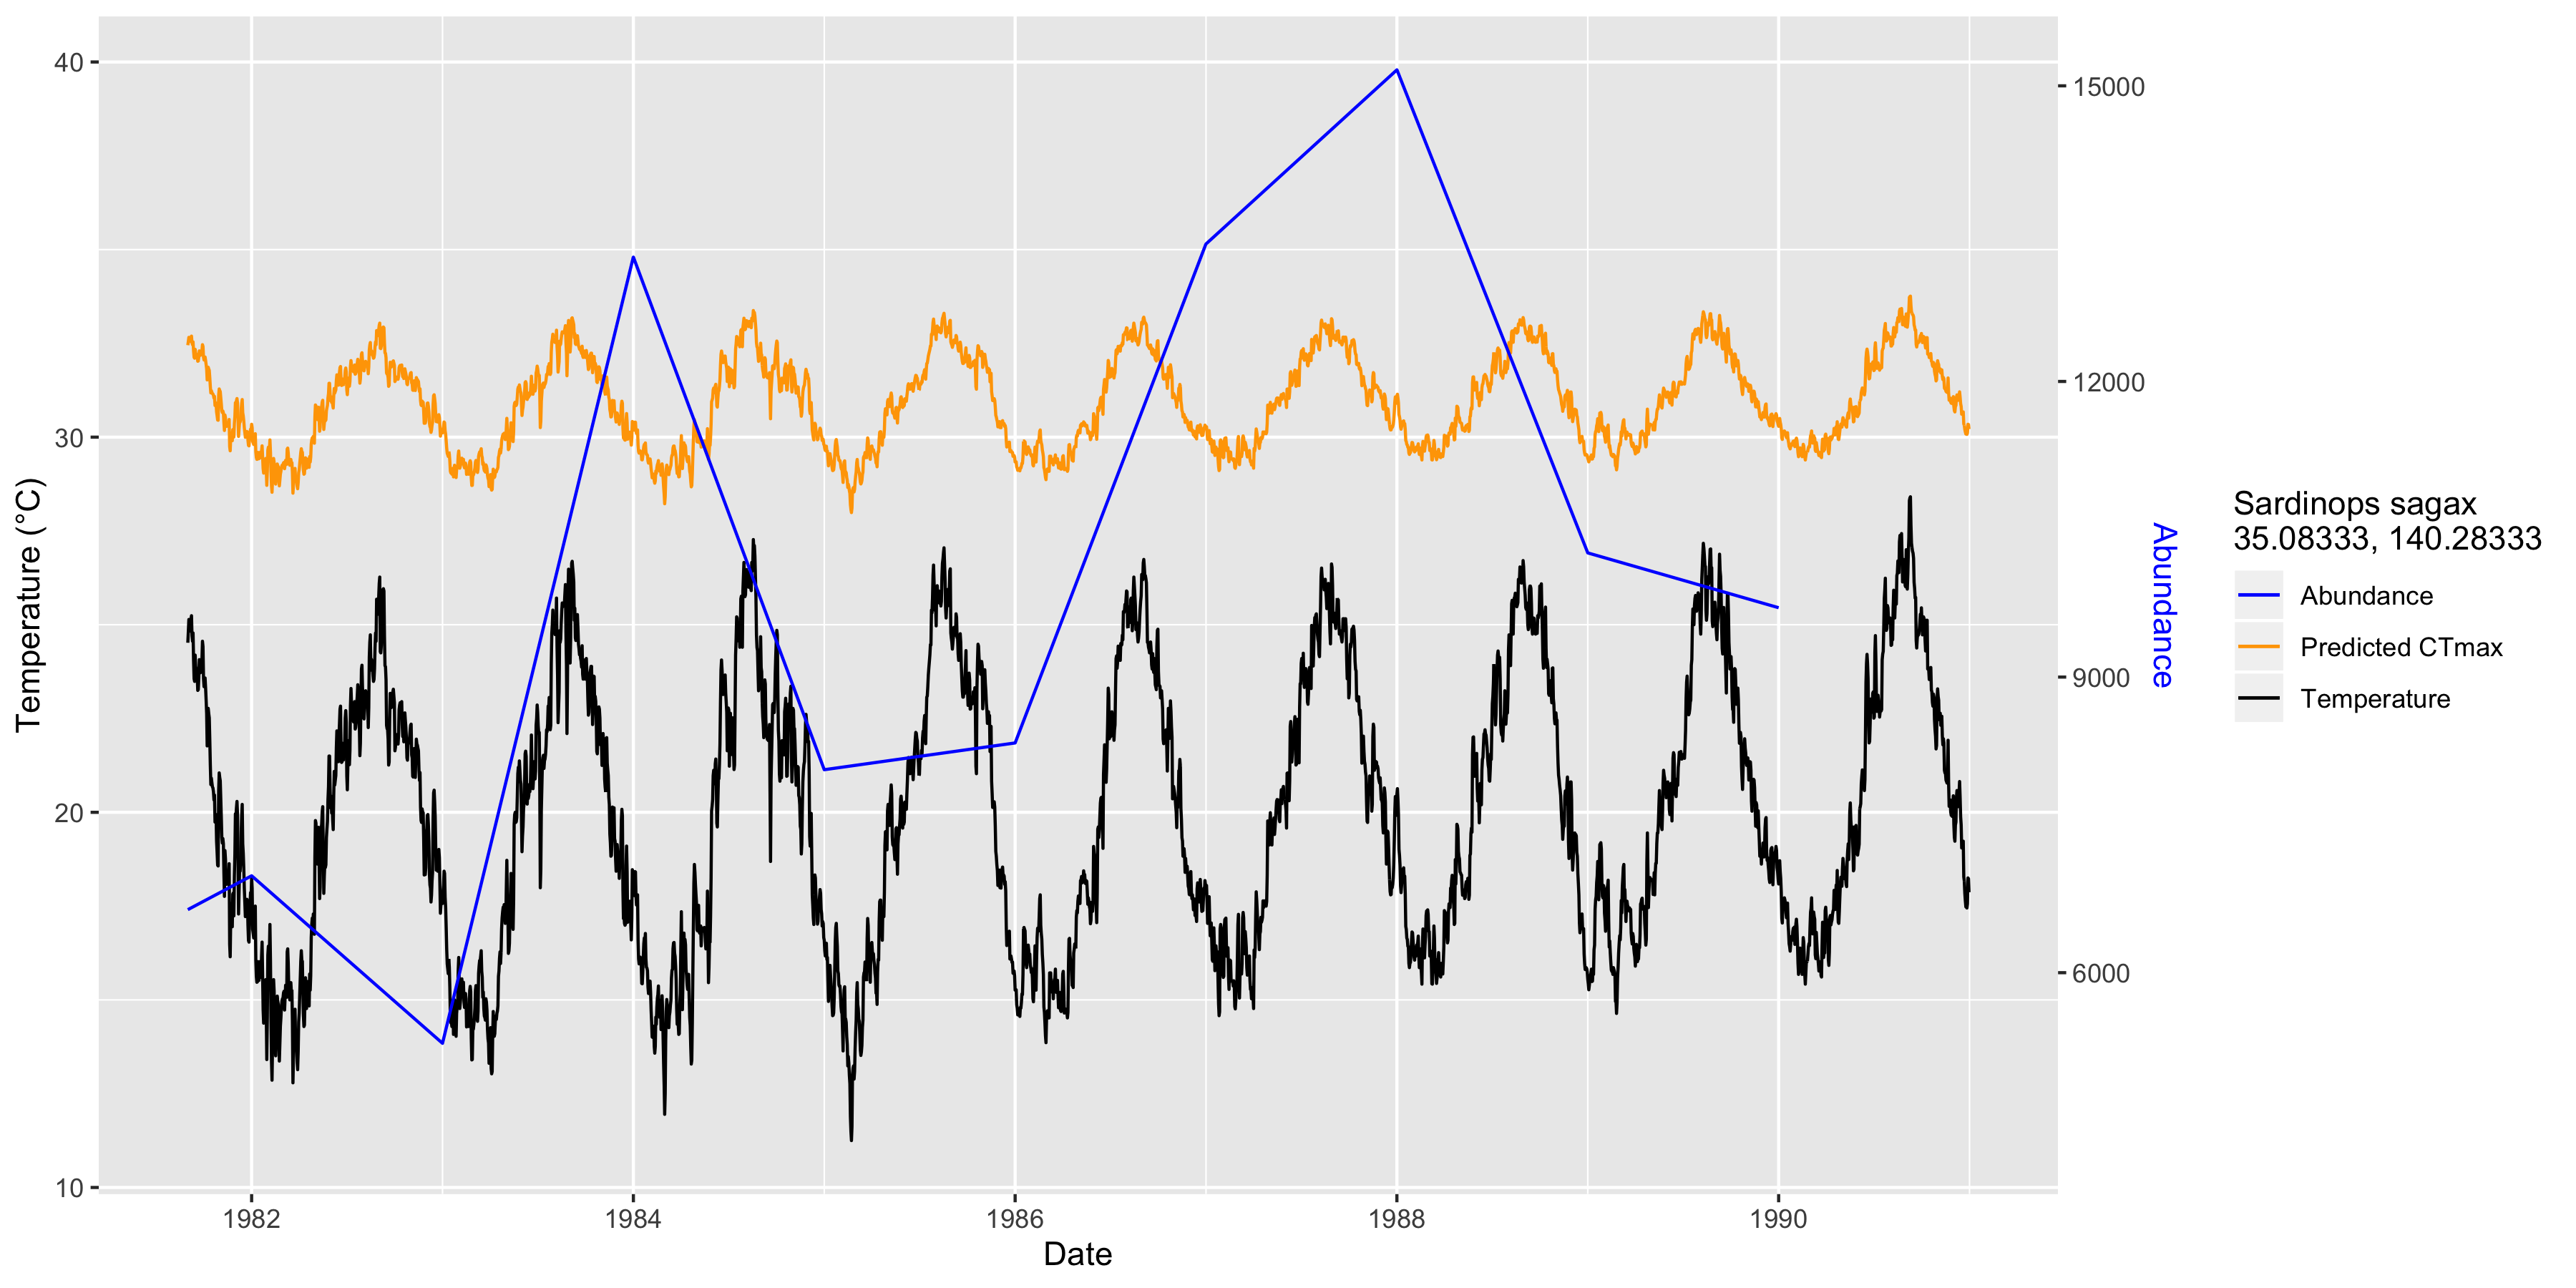 40
30
20
10
Temperature (°C)
1982
1984
1986
1988
1990
Date
15000
12000
9000
6000
Abundance
Sardinops sagax
35.08333, 140.28333
Abundance
Predicted CTmax
Temperature